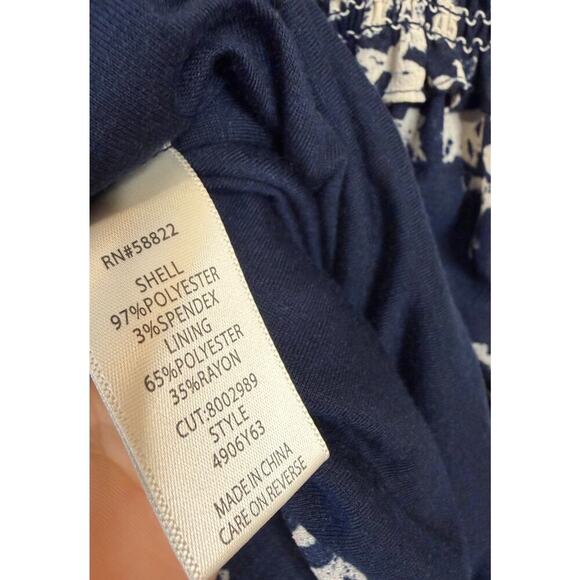 RN#58822
SHELL
97%POLYESTER
3%SPENDEX
LINING
65%POLYESTER
35%RAYON
CUT:8002989
STYLE
4906Y63
MADE IN CHINA
CARE ON REVERSE